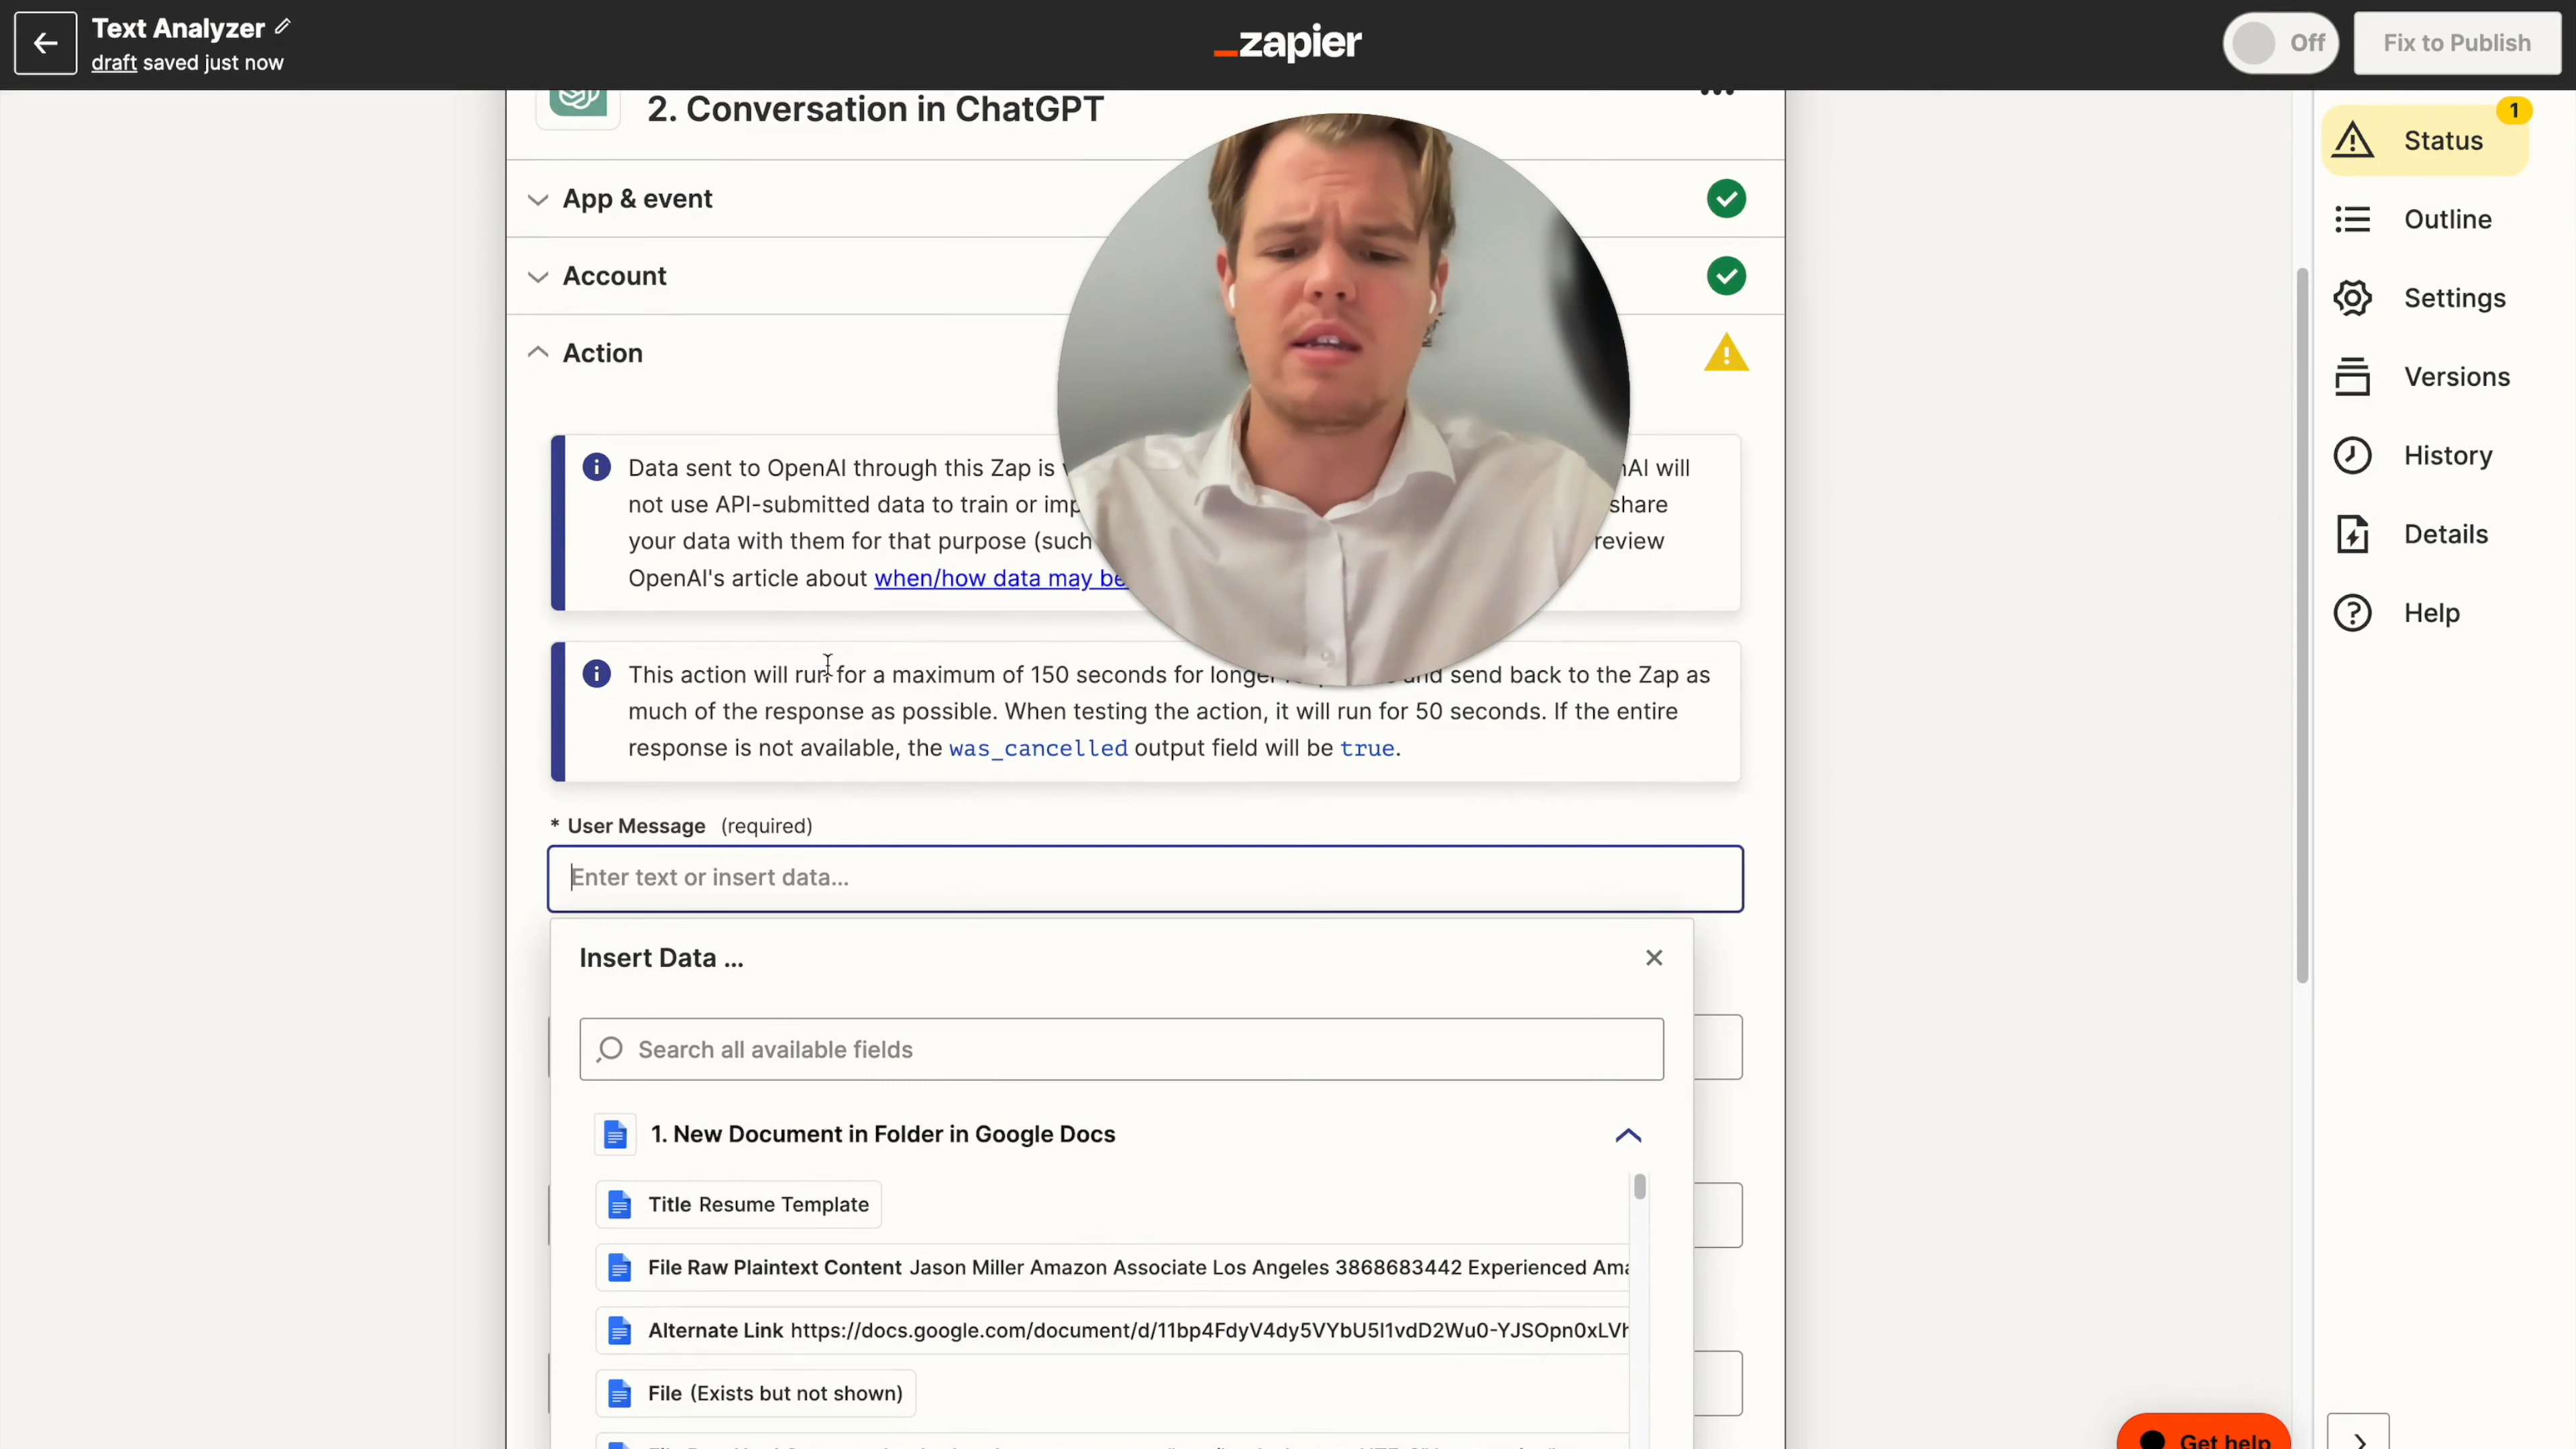 Text Analyzer
draft saved just now
zapier
Off
Fix to Publish
2. Conversation in ChatGPT
1
Status
App & event
Outline
Account
Settings
Action
Versions
Data sent to OpenAI through this Zap is
AI will
not use API-submitted data to train or
share
your data with them for that purpose (such
review
OpenAI's article about when/how data may be
History
Details
Help
This action will run for a maximum of 150 seconds for longer
and send back to the Zap as
much of the response as possible. When testing the action, it will run for 50 seconds. If the entire
response is not available, the was_cancelled output field will be true.
* User Message (required)
Enter text or insert data...
Insert Data ...
Search all available fields
1. New Document in Folder in Google Docs
Title Resume Template
File Raw Plaintext Content Jason Miller Amazon Associate Los Angeles 3868683442 Experienced
Alternate Link https://docs.google.com/document/d/11bp4FdyV4dy5VYbU5I1vdD2Wu0-YJSOpn0xLV
File (Exists but not shown)
Get help